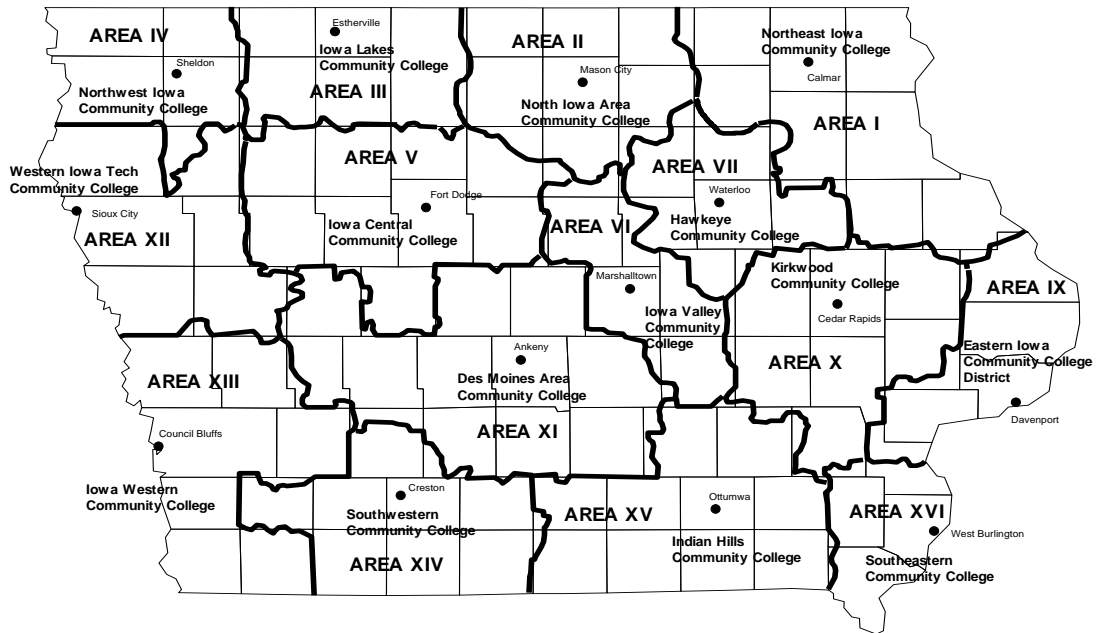 AREA IV
Sheldon
Northwest Iowa
Community College
Estherville
Iowa Lakes
Community College
AREA III
AREA II
Mason City
North Iowa Area
Community College
Northeast Iowa
Community College
Calmar
AREA I
Western Iowa Tech
Community College
Sioux City
AREA XII
AREA V
Fort Dodge
Iowa Central
Community College
AREA VI
Marshalltown
Iowa Valley
Community
College
AREA VII
Waterloo
Hawkeye
Community College
Kirkwood
Community College
Cedar Rapids
AREA X
AREA IX
Eastern Iowa
Community College
District
Davenport
AREA XIII
Council Bluffs
Iowa Western
Community College
Ankeny
Des Moines Area
Community College
AREA XI
Creston
Southwestern
Community College
AREA XIV
AREA XV
Ottumwa
Indian Hills
Community College
AREA XVI
West Burlington
Southeastern
Community College